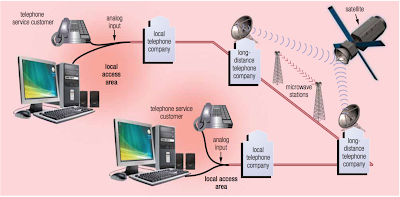 telephone
service customer
analog
input
local
access
area
local
telephone
company
long-
distance
telephone
company
satellite
microwave
stations
telephone service
customer
analog
input
local access
area
local
telephone
company
long-
distance
telephone
company